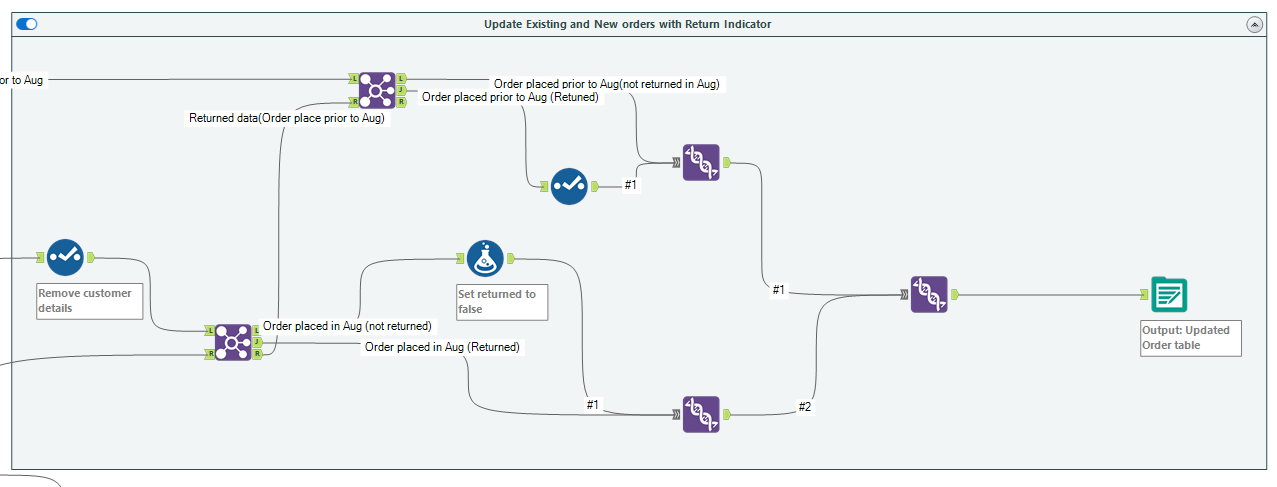 Update Existing and New orders with Return Indicator
or to Aug
L
L
J
R
R
Order placed prior to Aug(not returned in Aug)
Order placed prior to Aug (Retuned)
Returned data(Order place prior to Aug)
#1
Remove customer
details
Set returned to
false
#1
Output: Updated
Order table
L
L
J
R
R
Order placed in Aug (not returned)
Order placed in Aug (Returned)
#1
#2